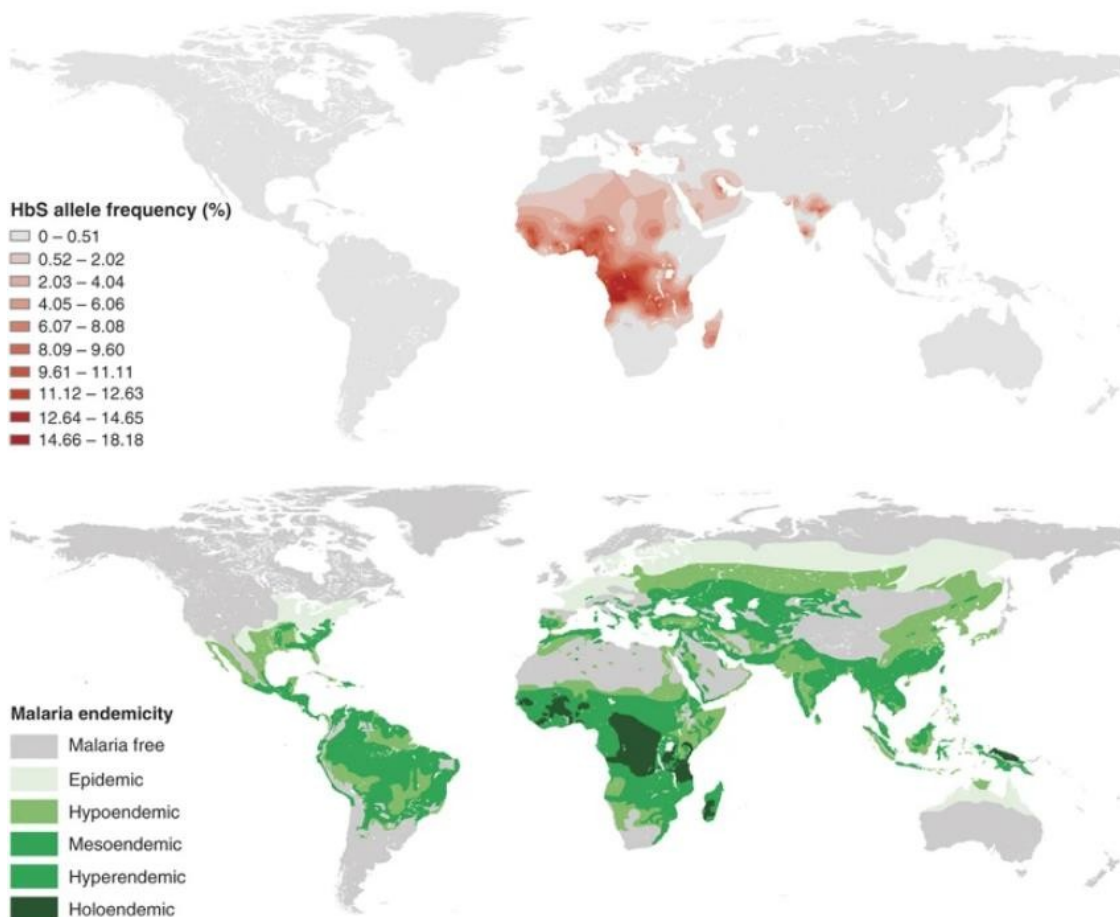 HbS allele frequency (%)
0 – 0.51
0.52 – 2.02
2.03 – 4.04
4.05 – 6.06
6.07 – 8.08
8.09 – 9.60
9.61 – 11.11
11.12 – 12.63
12.64 – 14.65
14.66 – 18.18
Malaria endemicity
Malaria free
Epidemic
Hypoendemic
Mesoendemic
Hyperendemic
Holoendemic